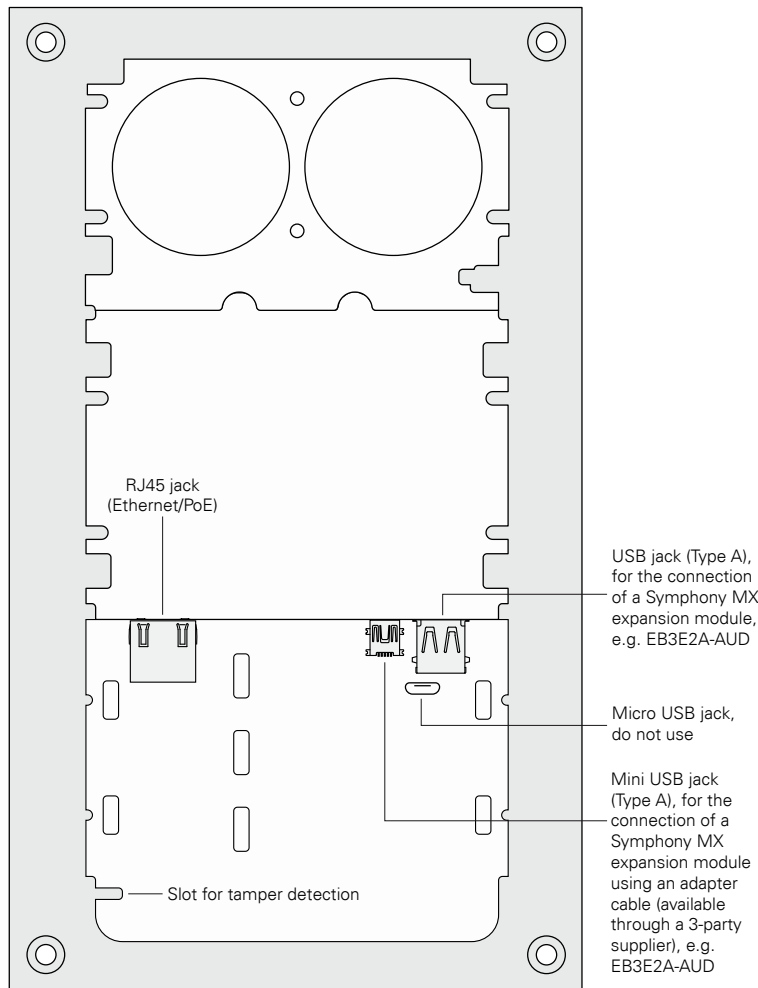 RJ45 jack
(Ethernet/PoE)
USB jack (Type A),
for the connection
of a Symphony MX
expansion module,
e.g. EB3E2A-AUD
Micro USB jack,
do not use
Mini USB jack
(Type A), for the
connection of a
Symphony MX
expansion module
using an adapter
cable (available
through a 3-party
supplier), e.g.
EB3E2A-AUD
Slot for tamper detection